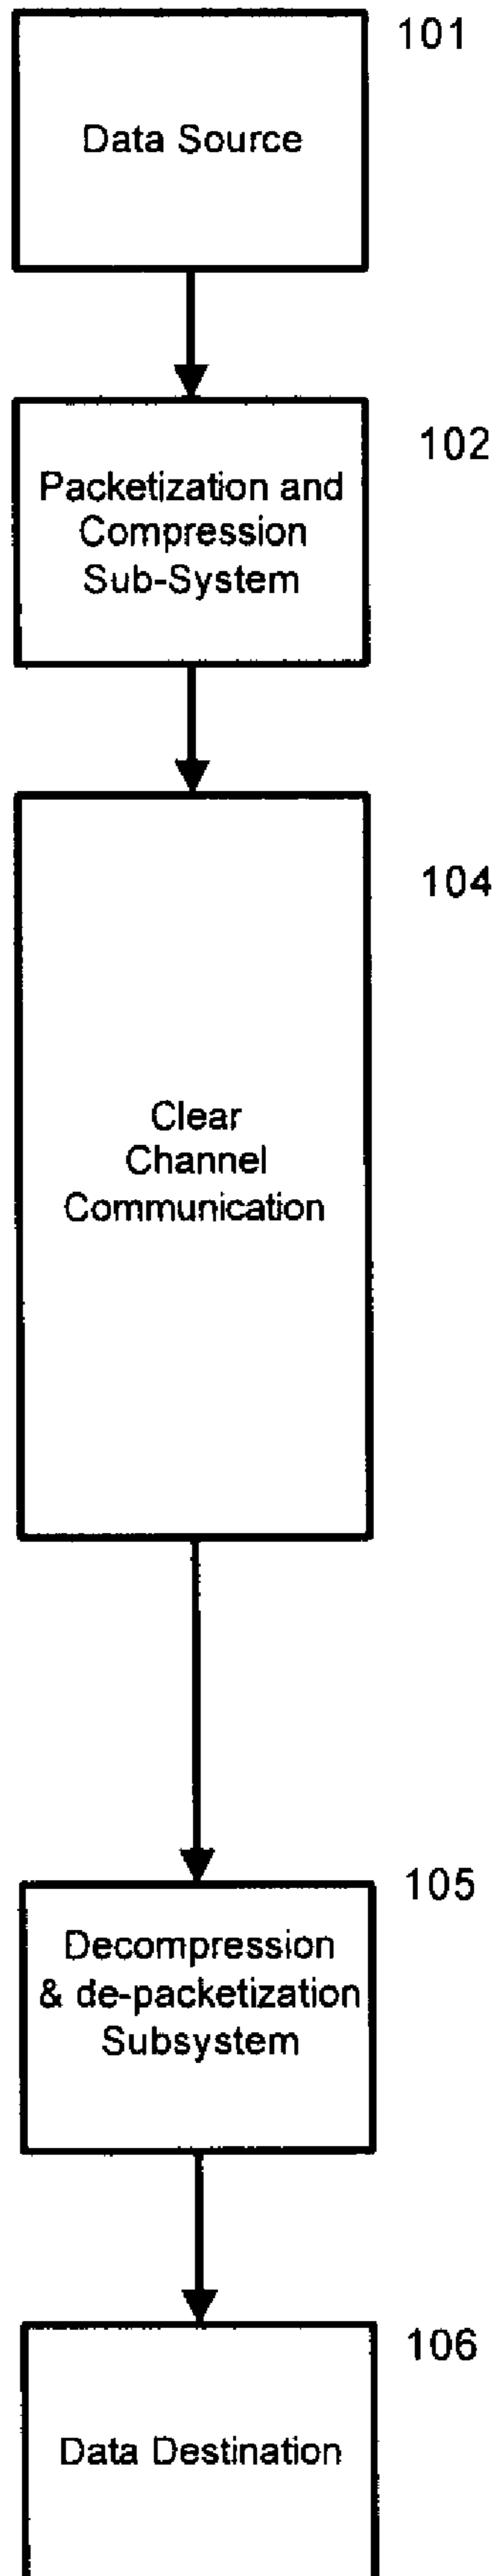 101
Data Source
102
Packetization and
Compression
Sub-System
104
Clear
Channel
Communication
105
Decompression
& de-packetization
Subsystem
106
Data Destination